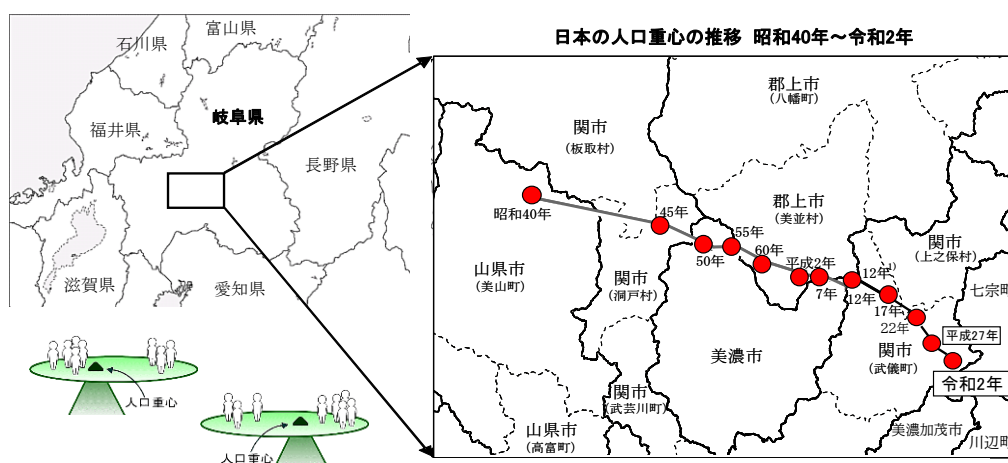 日本の人口重心の推移 昭和40年～令和2年
石川県
富山県
福井県
岐阜県
長野県
滋賀県
愛知県
人口重心
人口重心
郡上市
（八幡町）
関市
（板取村）
昭和40年
45年
50年
55年
60年
平成2年
7年
12年
12年
17年
22年
平成27年
令和2年
郡上市
（美並村）
関市
（上之保村）
山県市
（美山町）
関市
（洞戸村）
七宗町
美濃市
関市
（武儀町）
関市
（武芸川町）
山県市
（高富町）
美濃加茂市
川辺町